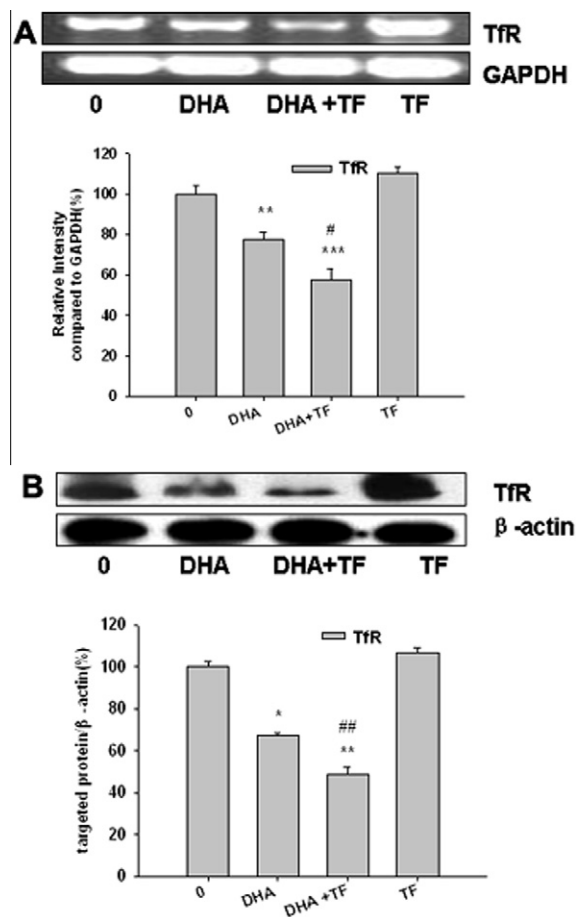 A
TfR
GAPDH
0 DHA DHA +TF TF
120
100
80
60
40
20
0
Relative Intensity
compared to GAPDH(%)
TfR
**
#
***
0 DHA DHA+TF TF
B
TfR
β -actin
0 DHA DHA+TF TF
120
100
80
60
40
20
0
targeted protein/β -actin(%)
TfR
*
##
**
0 DHA DHA +TF TF